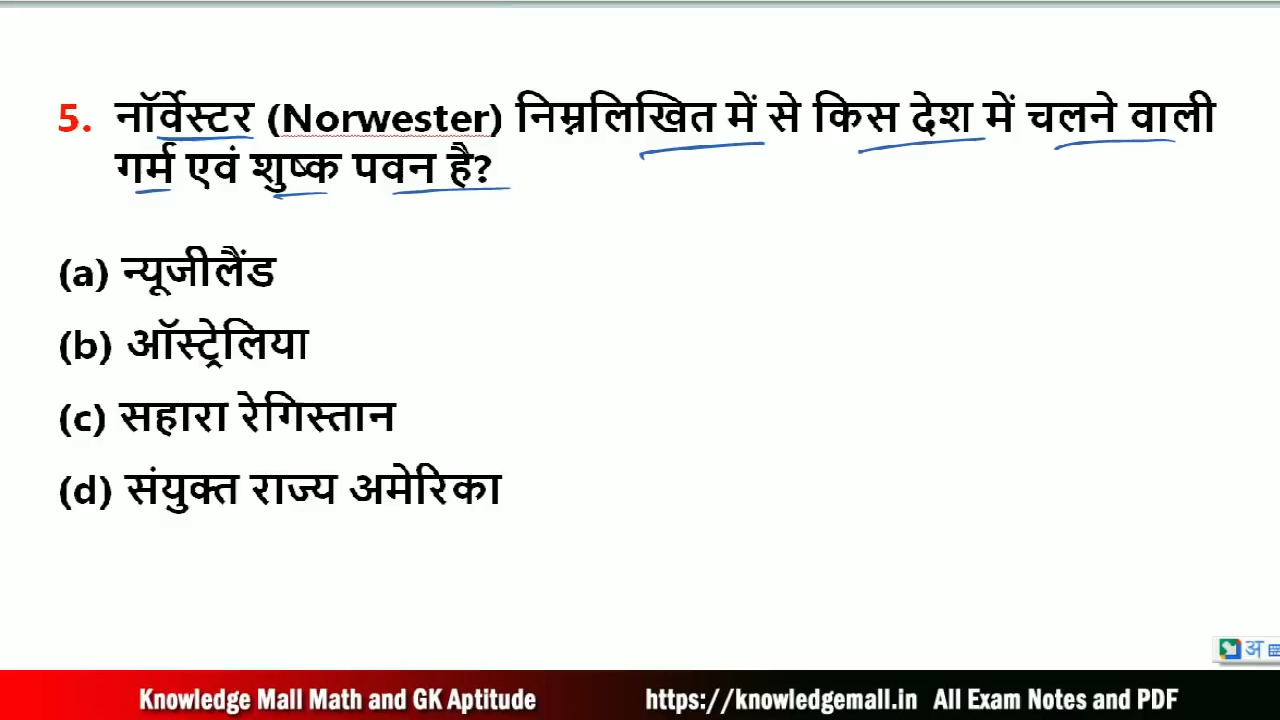 5. नॉर्वेस्टर (Norwester) निम्नलिखित में से किस देश में चलने वाली
गर्म एवं शुष्क पवन है?
(a) न्यूजीलैंड
(b) ऑस्ट्रेलिया
(c) सहारा रेगिस्तान
(d) संयुक्त राज्य अमेरिका
अ
Knowledge Mall Math and GK Aptitude https://knowledgemall.in All Exam Notes and PDF